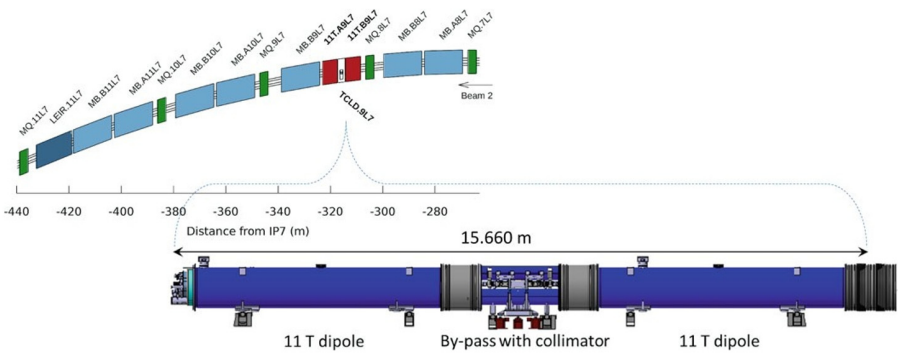 MQ.11L7
LEIR.11L7
MB.B11L7
MB.A11L7
MQ.10L7
MB.B10L7
MB.A10L7
MQ.9L7
MB.B9L7
11T.A9L7
11T.B9L7
MQ.8L7
MB.B8L7
MB.A8L7
MQ.7L7
Beam 2
TCLD.9L7
-440 -420 -400 -380 -360 -340 -320 -300 -280
Distance from IP7 (m)
15.660 m
11 T dipole By-pass with collimator 11 T dipole